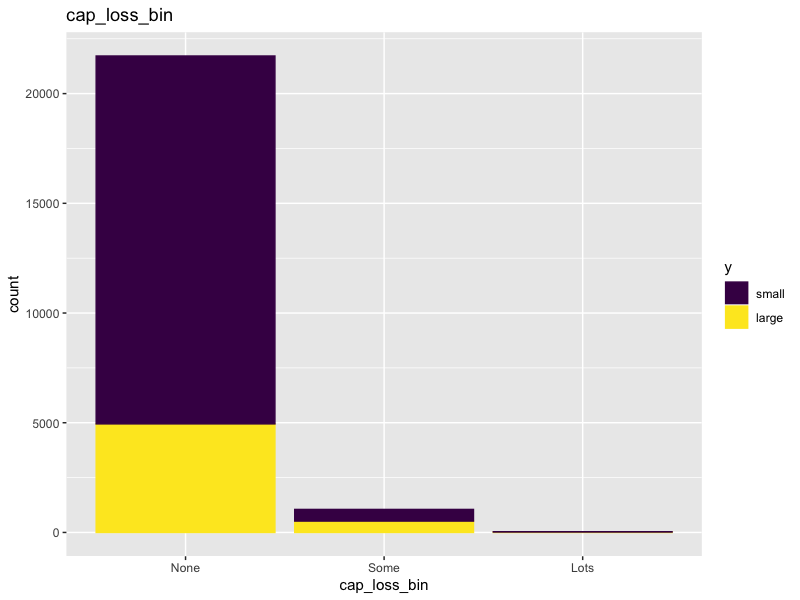 cap_loss_bin
20000
15000
10000
5000
0
count
None
Some
Lots
cap_loss_bin
y
small
large